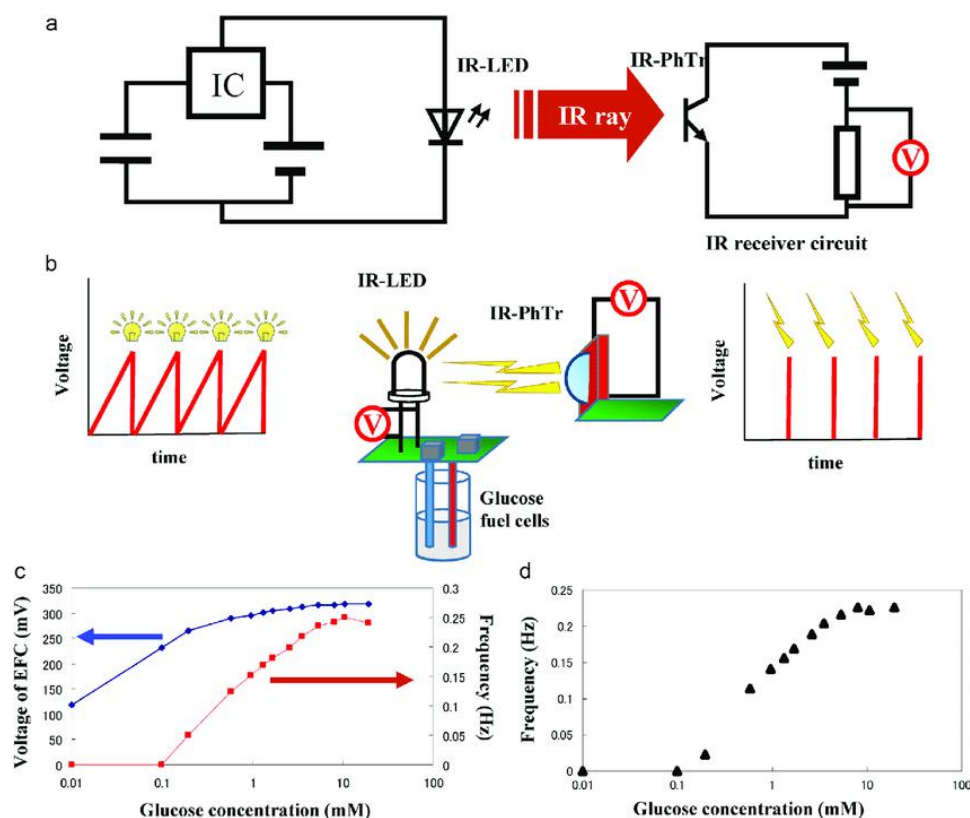 a
IC
IR-LED
IR-PhTr
IR ray
V
IR receiver circuit
b
IR-LED
IR-PhTr
V
Voltage
time
V
Glucose
fuel cells
Voltage
time
c
Voltage of EFC (mV)
350
300
250
200
150
100
50
0
0.01
0.1
1
10
100
0.3
0.25
0.2
0.15
0.1
0.05
0
Frequency
(Hz)
Glucose concentration (mM)
d
Frequency (Hz)
0.25
0.2
0.15
0.1
0.05
0
0.01
0.1
1
10
100
Glucose concentration (mM)